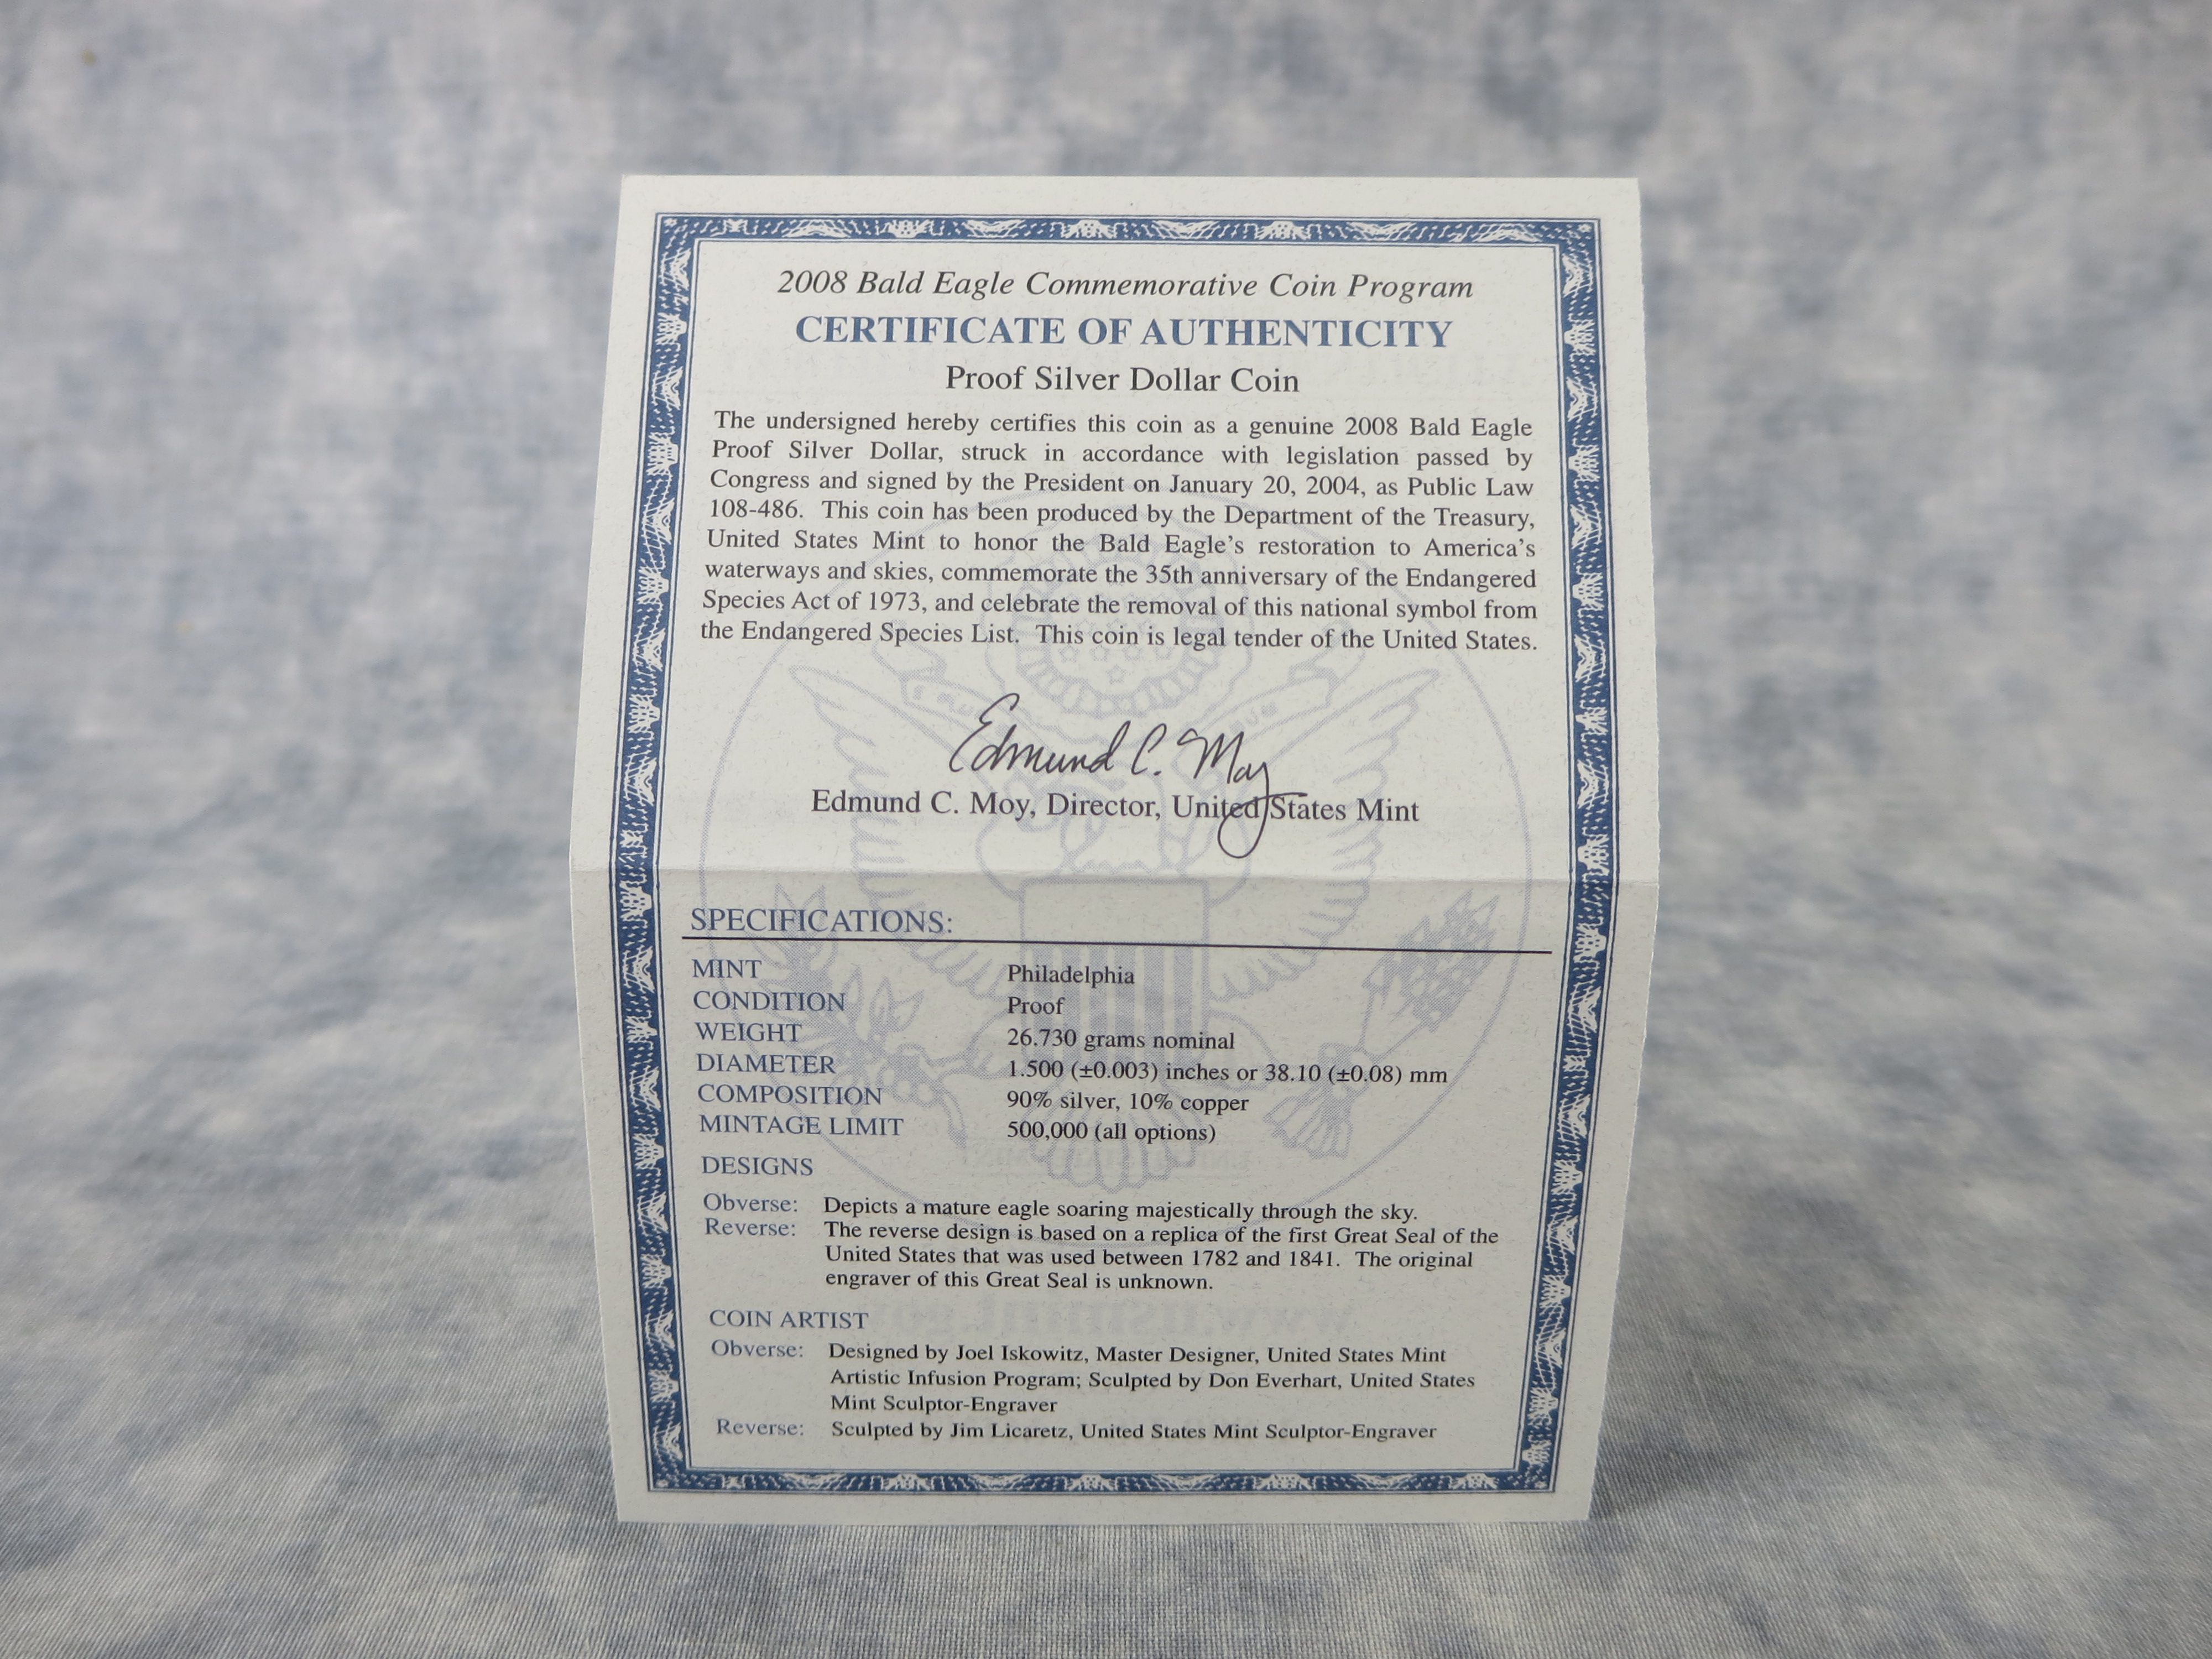 2008 Bald Eagle Commemorative Coin Program
CERTIFICATE OF AUTHENTICITY
Proof Silver Dollar Coin
The undersigned hereby certifies this coin as a genuine 2008 Bald Eagle
Proof Silver Dollar, struck in accordance with legislation passed by
Congress and signed by the President on January 20, 2004, as Public Law
108-486. This coin has been produced by the Department of the Treasury,
United States Mint to honor the Bald Eagle's restoration to America's
waterways and skies, commemorate the 35th anniversary of the Endangered
Species Act of 1973, and celebrate the removal of this national symbol from
the Endangered Species List. This coin is legal tender of the United States.
Edmund C. Moy
Edmund C. Moy, Director, United States Mint
SPECIFICATIONS:
MINT Philadelphia
CONDITION Proof
WEIGHT 26.730 grams nominal
DIAMETER 1.500 (±0.003) inches or 38.10 (±0.08) mm
COMPOSITION 90% silver, 10% copper
MINTAGE LIMIT 500,000 (all options)
DESIGNS
Obverse: Depicts a mature eagle soaring majestically through the sky.
Reverse: The reverse design is based on a replica of the first Great Seal of the
United States that was used between 1782 and 1841. The original
engraver of this Great Seal is unknown.
COIN ARTIST
Obverse: Designed by Joel Iskowitz, Master Designer, United States Mint
Artistic Infusion Program; Sculpted by Don Everhart, United States
Mint Sculptor-Engraver
Reverse: Sculpted by Jim Licaretz, United States Mint Sculptor-Engraver